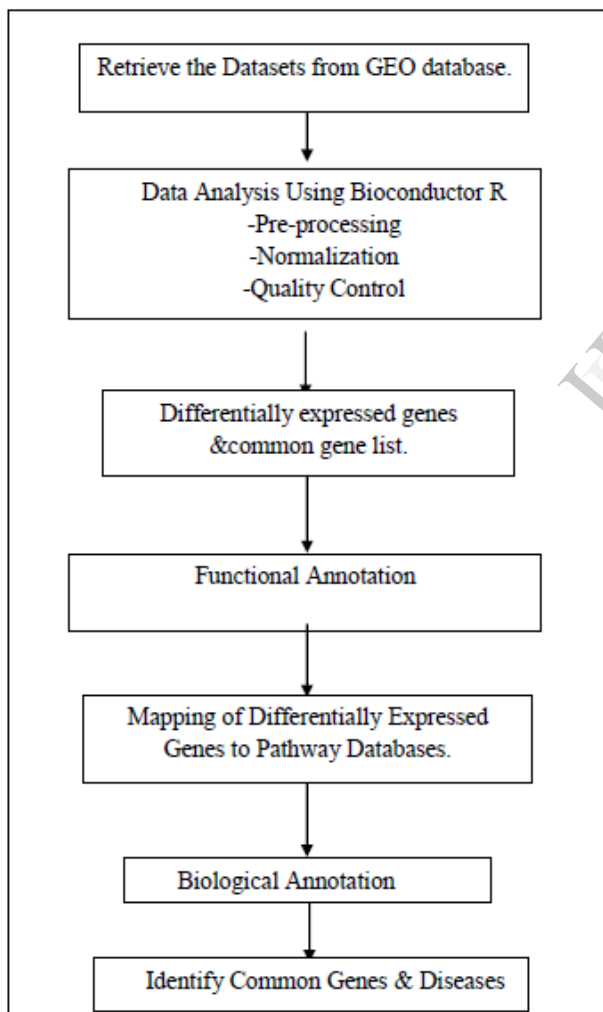 Retrieve the Datasets from GEO database.
Data Analysis Using Bioconductor R
-Pre-processing
-Normalization
-Quality Control
Differentially expressed genes
&common gene list.
Functional Annotation
Mapping of Differentially Expressed
Genes to Pathway Databases.
Biological Annotation
Identify Common Genes & Diseases